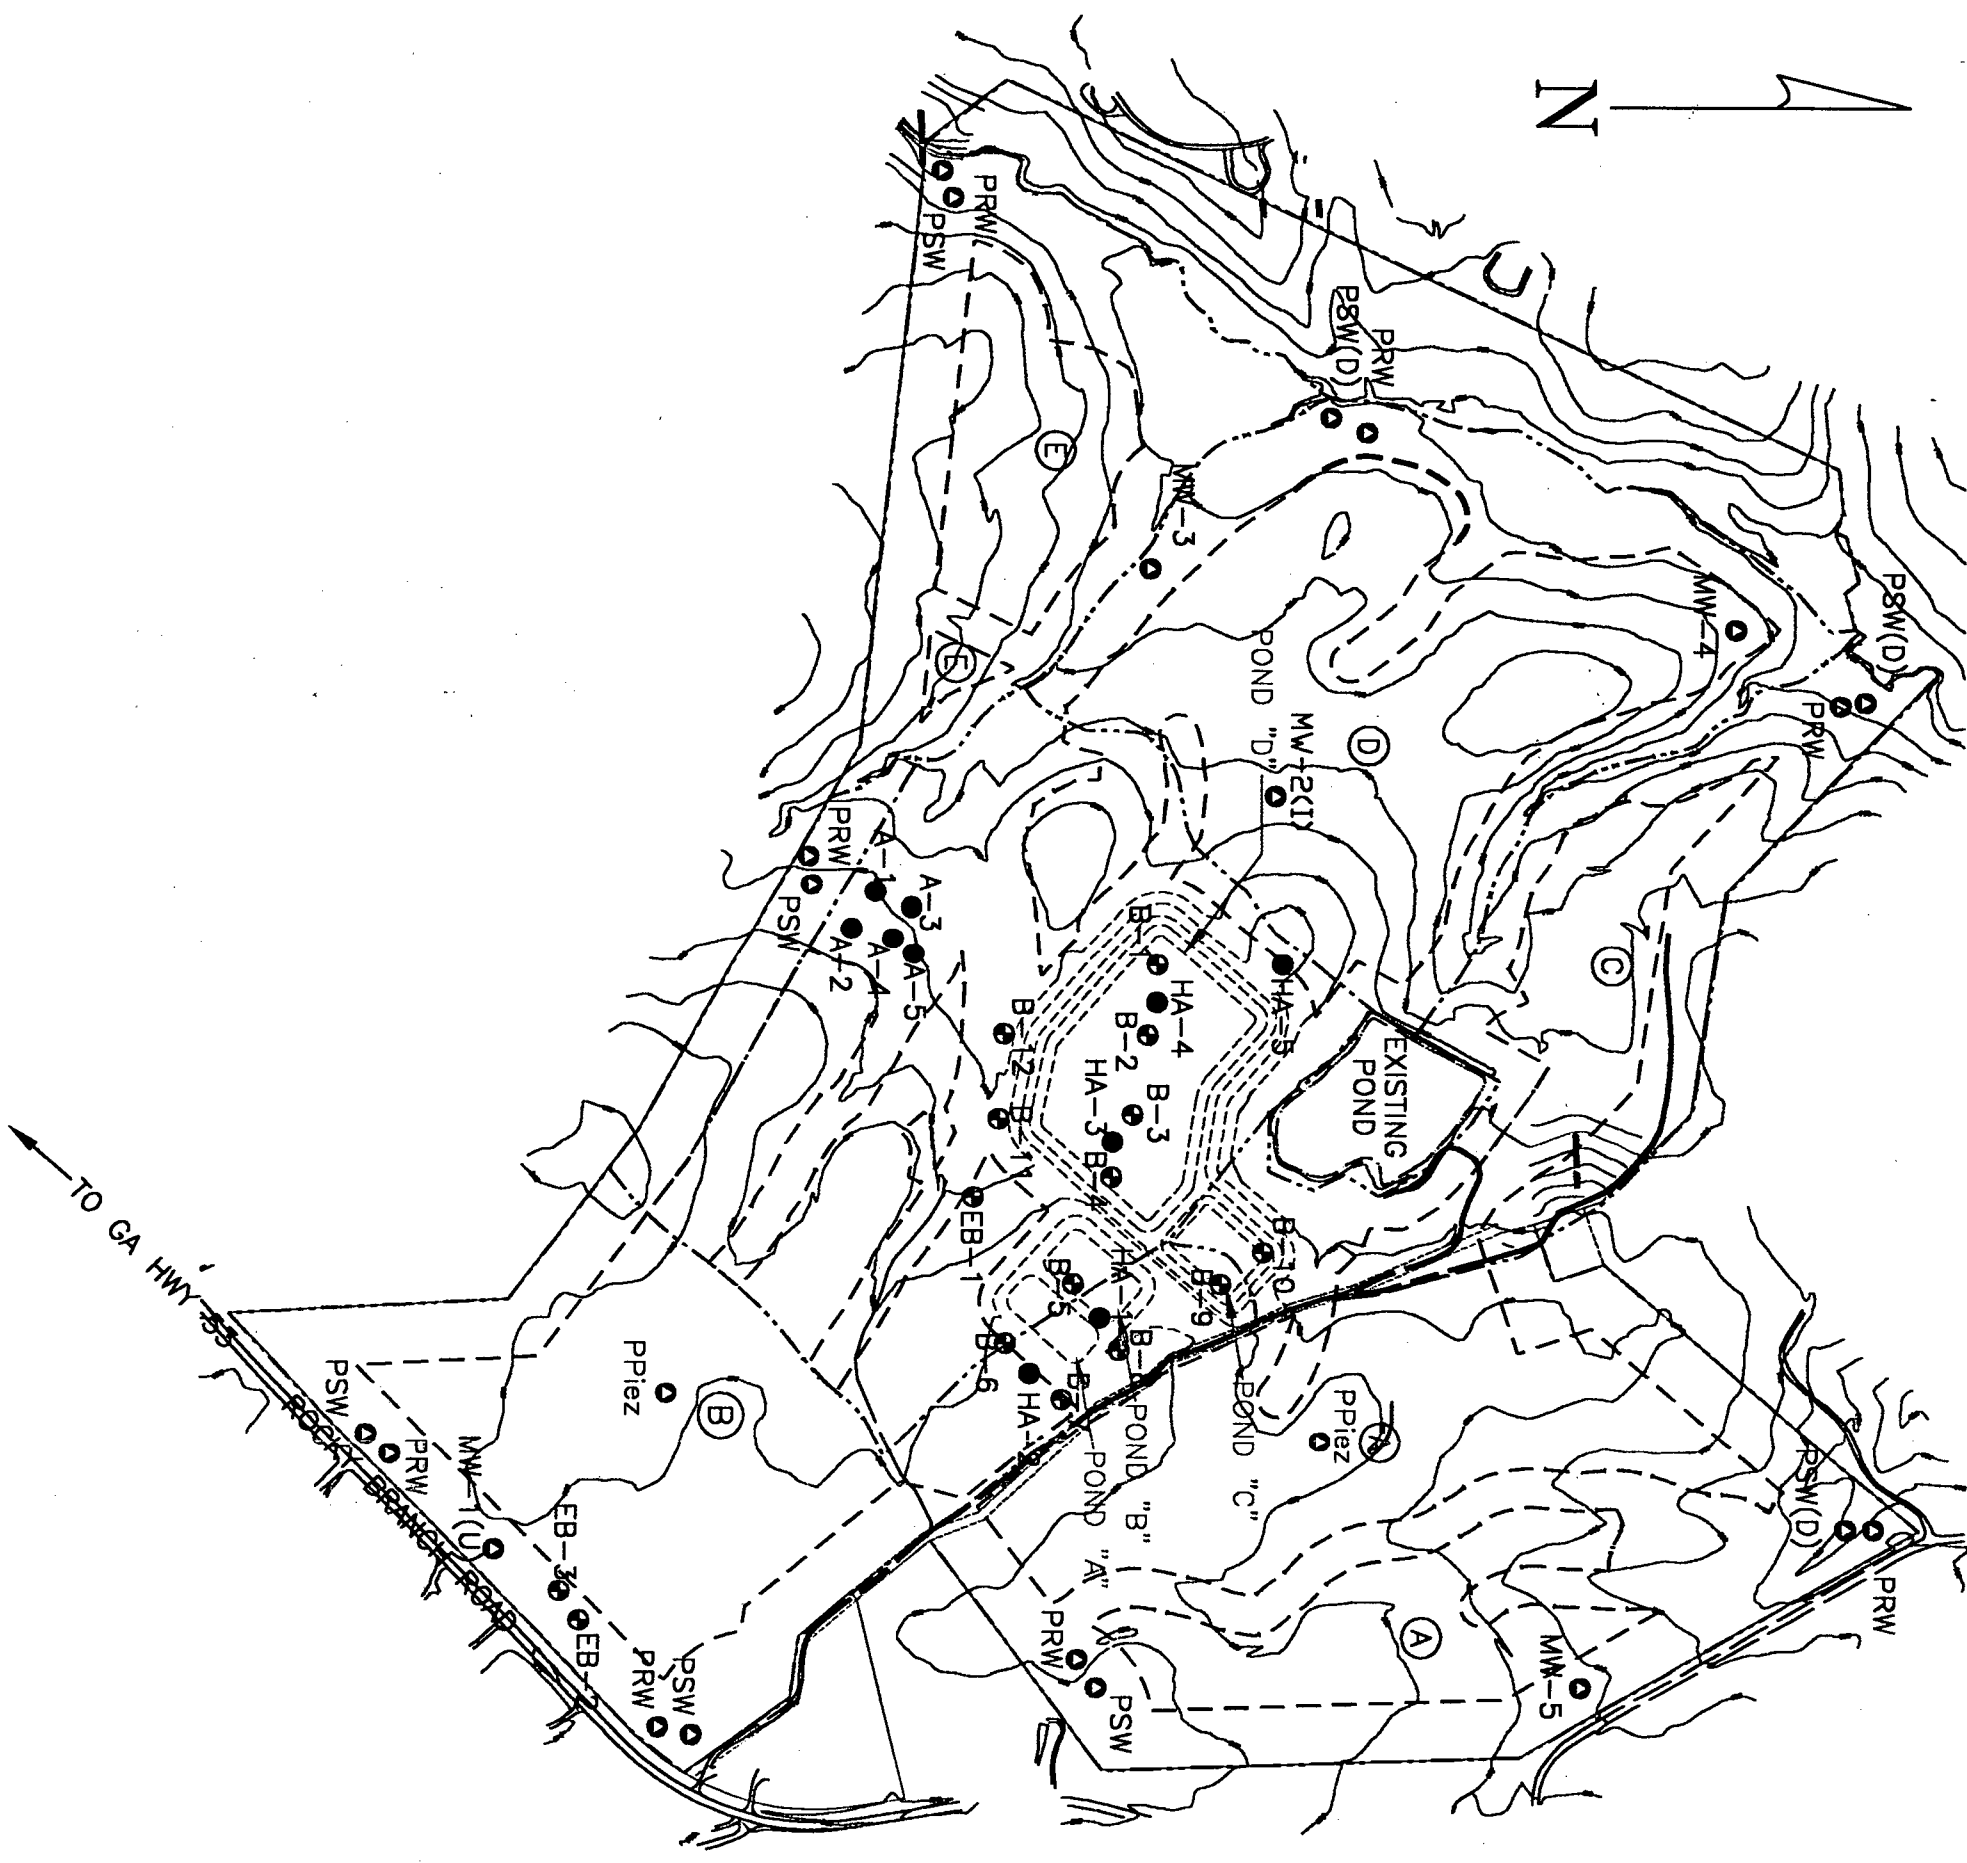 N
PRW
PSW
PSW(D)
PRW
E
MW-3
MW-4
PSW(D)
PRW
E
POND "D"
MW-2(I)
D
C
PRW
PSW
A-1
A-3
A-2
A-4
A-5
B-1
HA-4
HA-5
B-2
B-12
B-3
HA-3
B-4
B-11
EXISTING
POND
EB-1
B-5
HA-1
B-10
B-9
B-6
HA-2
B-7
B-8
POND "A"
POND "B"
POND "C"
PPiez
A
PPiez
B
TO GA HWY 53
ROCKY BRANCH ROAD
PSW
PRW
MW-1(U)
EB-3
EB-2
PRW
PSW
PRW
PSW
A
MW-5
PSW(D)
PRW